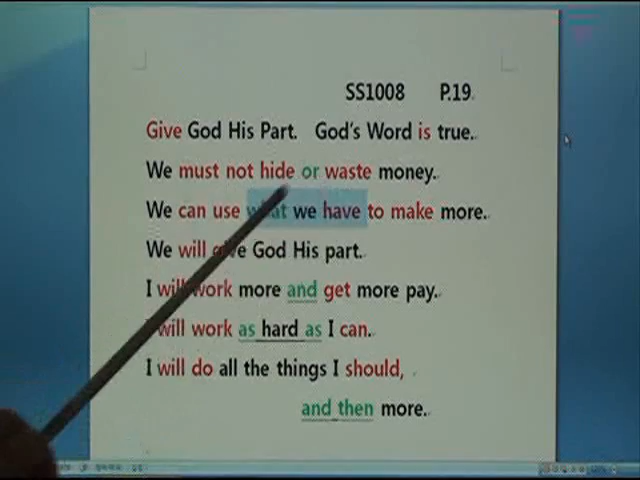 SS1008 P.19.
Give God His Part. God's Word is true.
We must not hide or waste money.
We can use what we have to make more.
We will give God His part.
I will work more and get more pay.
I will work as hard as I can.
I will do all the things I should,
and then more.